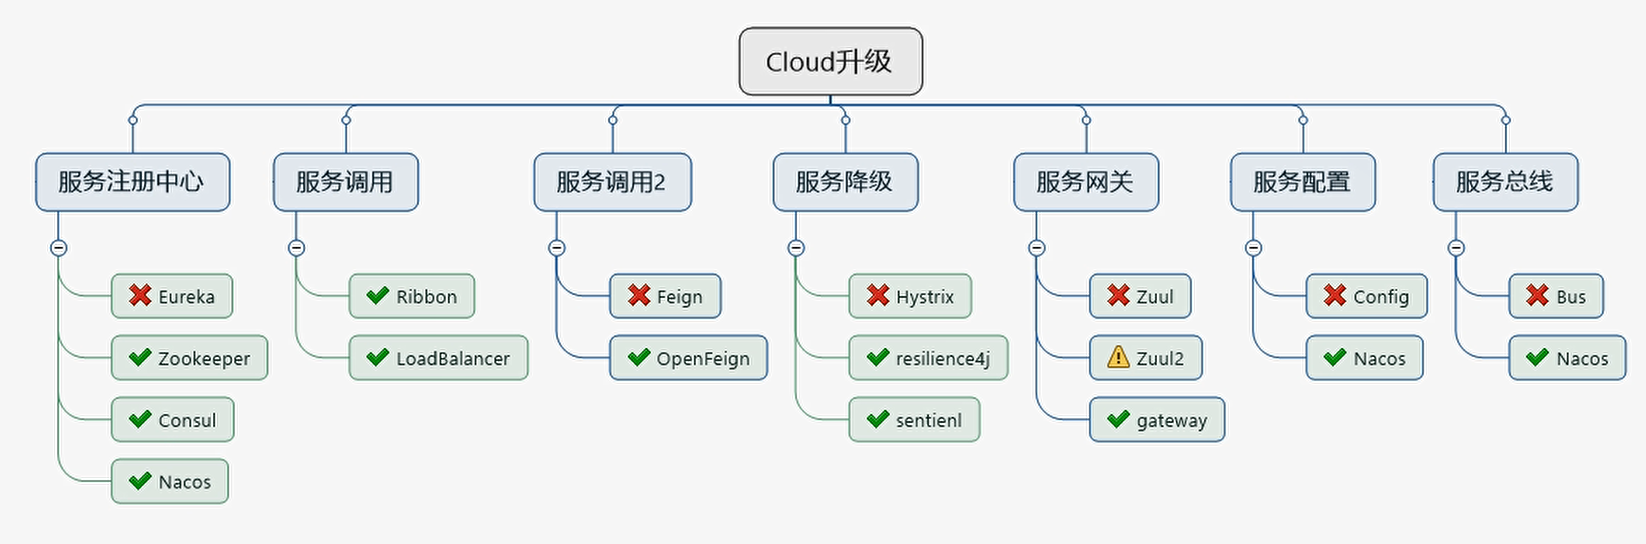 Cloud升级
服务注册中心
Eureka
Zookeeper
Consul
Nacos
服务调用
Ribbon
LoadBalancer
服务调用2
Feign
OpenFeign
服务降级
Hystrix
resilience4j
sentienl
服务网关
Zuul
Zuul2
gateway
服务配置
Config
Nacos
服务总线
Bus
Nacos